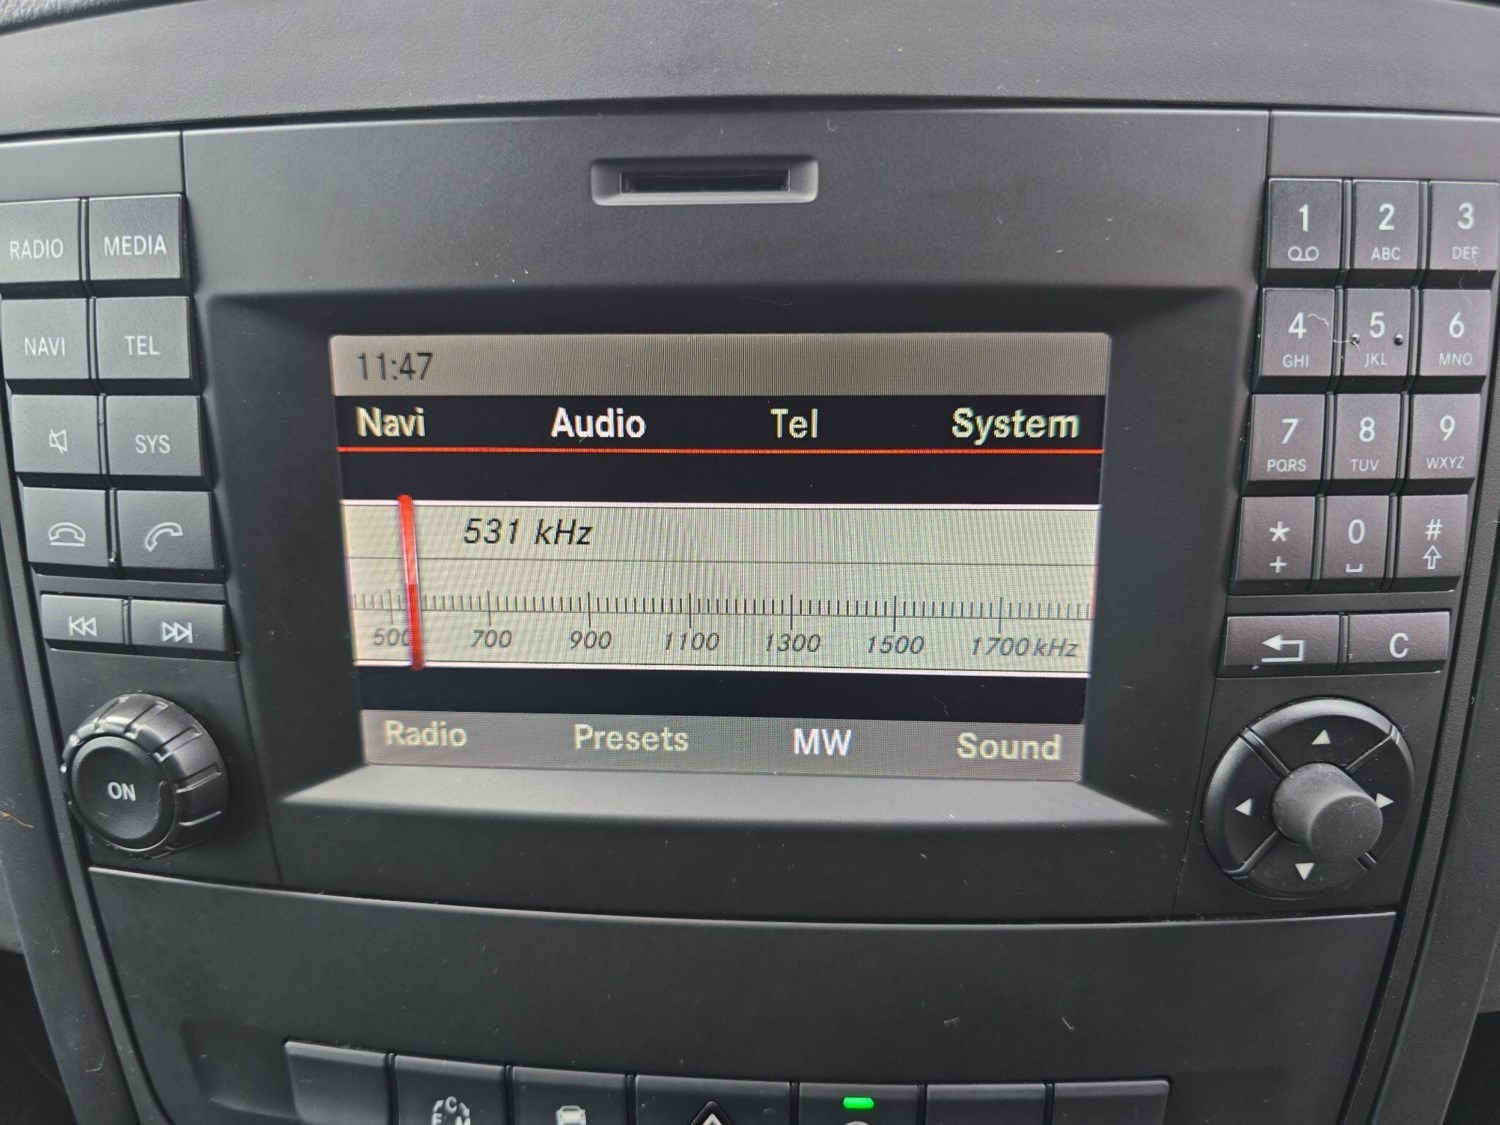 11:47
Navi Audio Tel System
531 kHz
500 700 900 1100 1300 1500 1700 kHz
Radio Presets MW Sound
RADIO MEDIA
NAVI TEL
SYS
ON
1 2 3
ABC DEF
4 5 6
GHI JKL MNO
7 8 9
PQRS TUV WXYZ
* 0 #
+
C